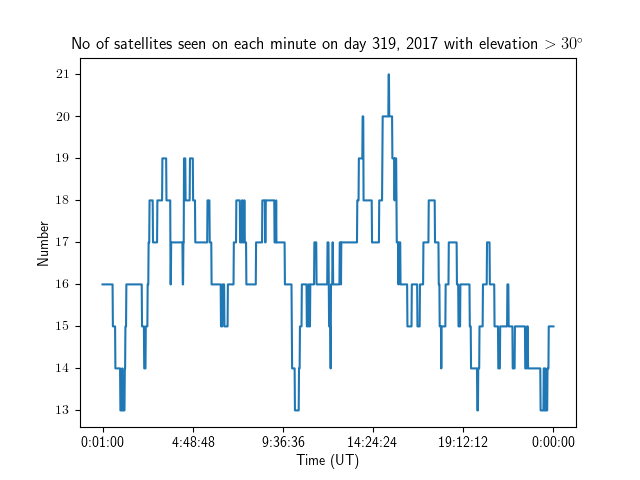 No of satellites seen on each minute on day 319, 2017 with elevation > 30°
21
20
19
18
17
16
15
14
13
Number
0:01:00 4:48:48 9:36:36 14:24:24 19:12:12 0:00:00
Time (UT)